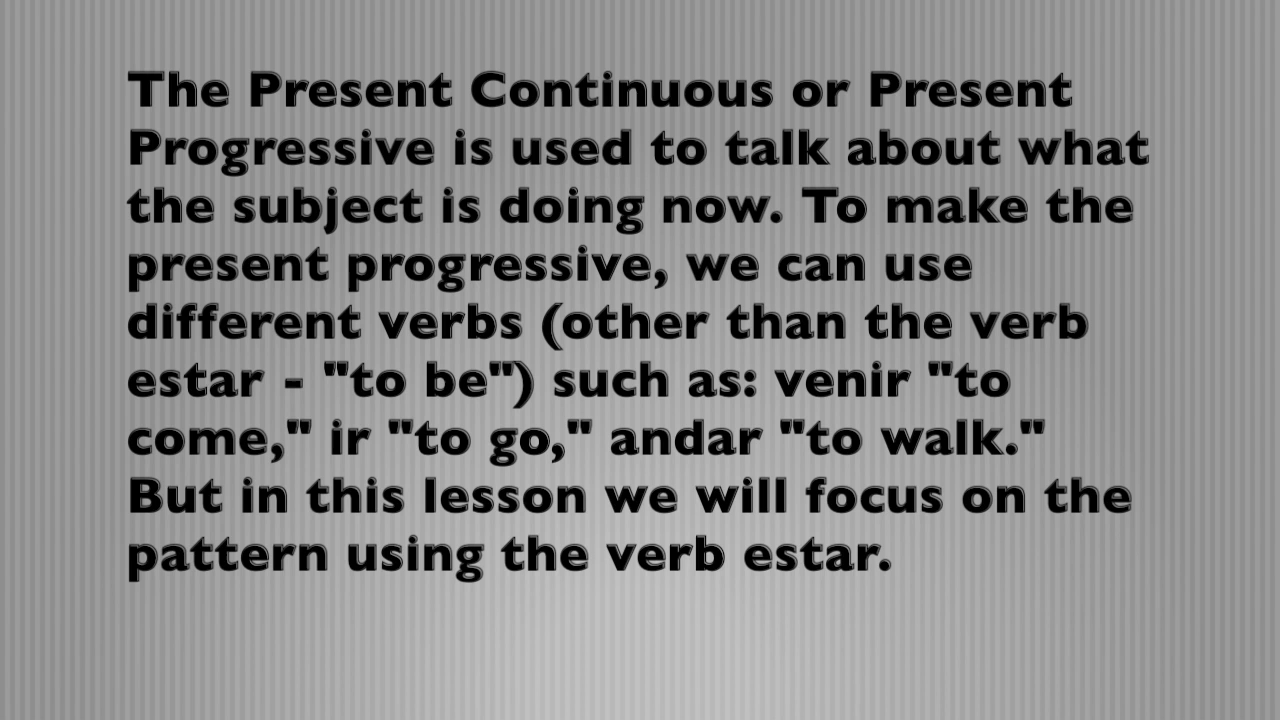 The Present Continuous or Present
Progressive is used to talk about what
the subject is doing now. To make the
present progressive, we can use
different verbs (other than the verb
estar - "to be") such as: venir "to
come," ir "to go," andar "to walk."
But in this lesson we will focus on the
pattern using the verb estar.